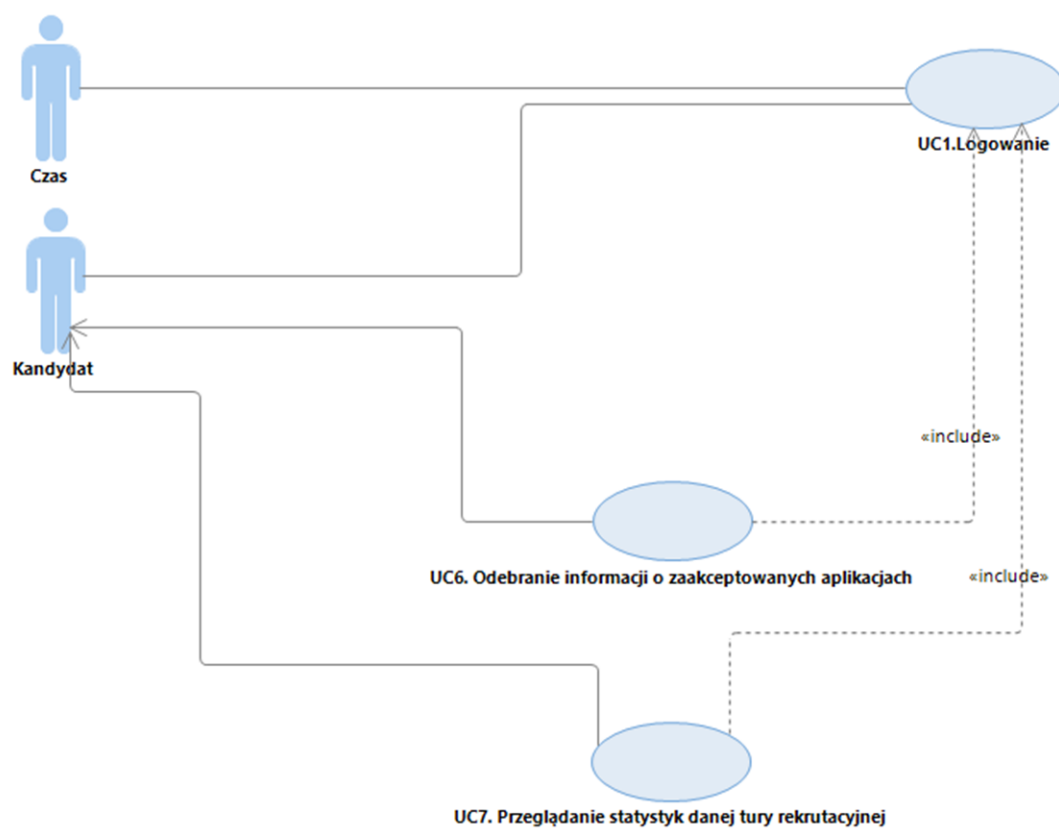 Czas
UC1.Logowanie
Kandydat
«include»
UC6. Odebranie informacji o zaakceptowanych aplikacjach
«include»
UC7. Przeglądanie statystyk danej tury rekrutacyjnej